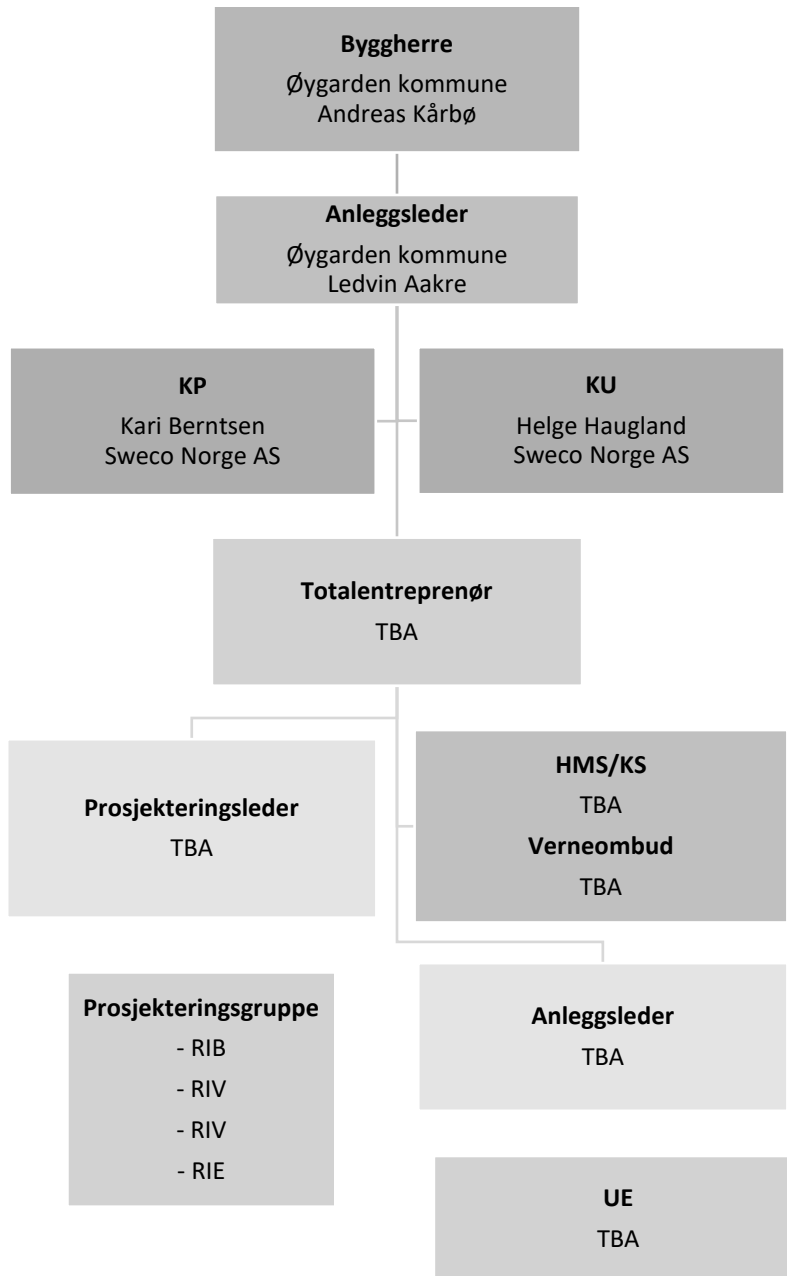 Byggherre
Øygarden kommune
Andreas Kårbø
Anleggsleder
Øygarden kommune
Ledvin Aakre
KP
Kari Berntsen
Sweco Norge AS
KU
Helge Haugland
Sweco Norge AS
Totalentreprenør
TBA
Prosjekteringsleder
TBA
HMS/KS
TBA
Verneombud
TBA
Prosjekteringsgruppe
- RIB
- RIV
- RIV
- RIE
Anleggsleder
TBA
UE
TBA